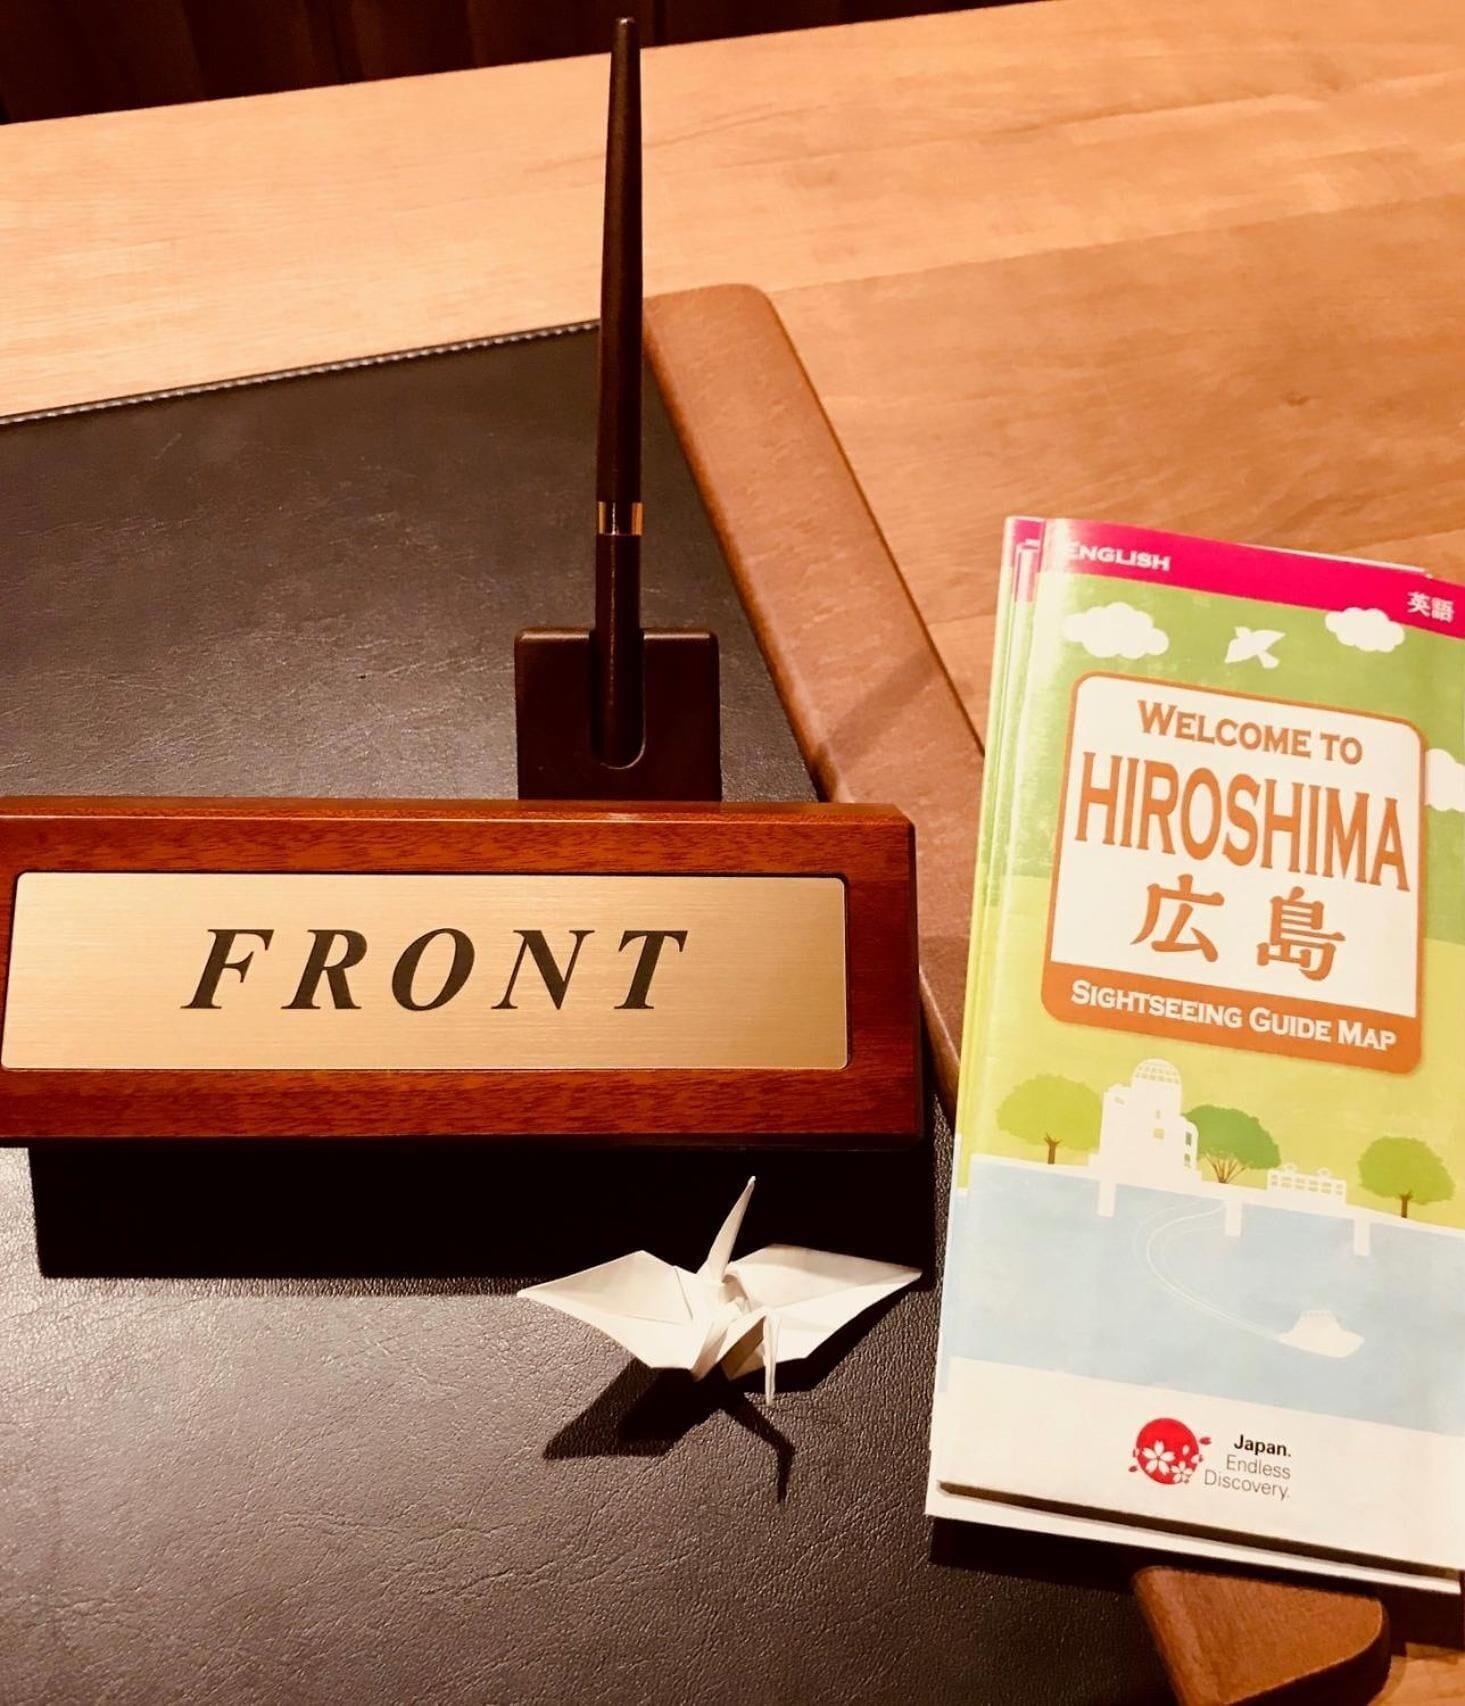 FRONT
ENGLISH
英語
WELCOME TO
HIROSHIMA
広島
SIGHTSEEING GUIDE MAP
Japan.
Endless
Discovery.